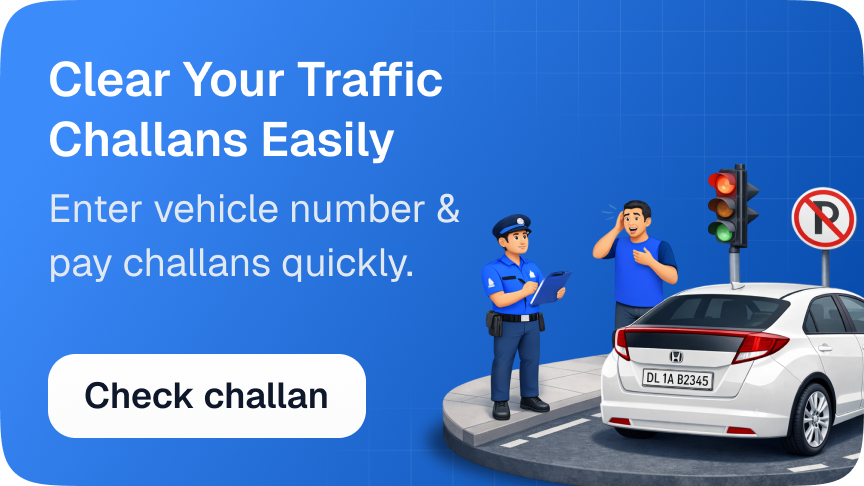 Clear Your Traffic
Challans Easily
Enter vehicle number &
pay challans quickly.
Check challan
P
DL 1A B2345